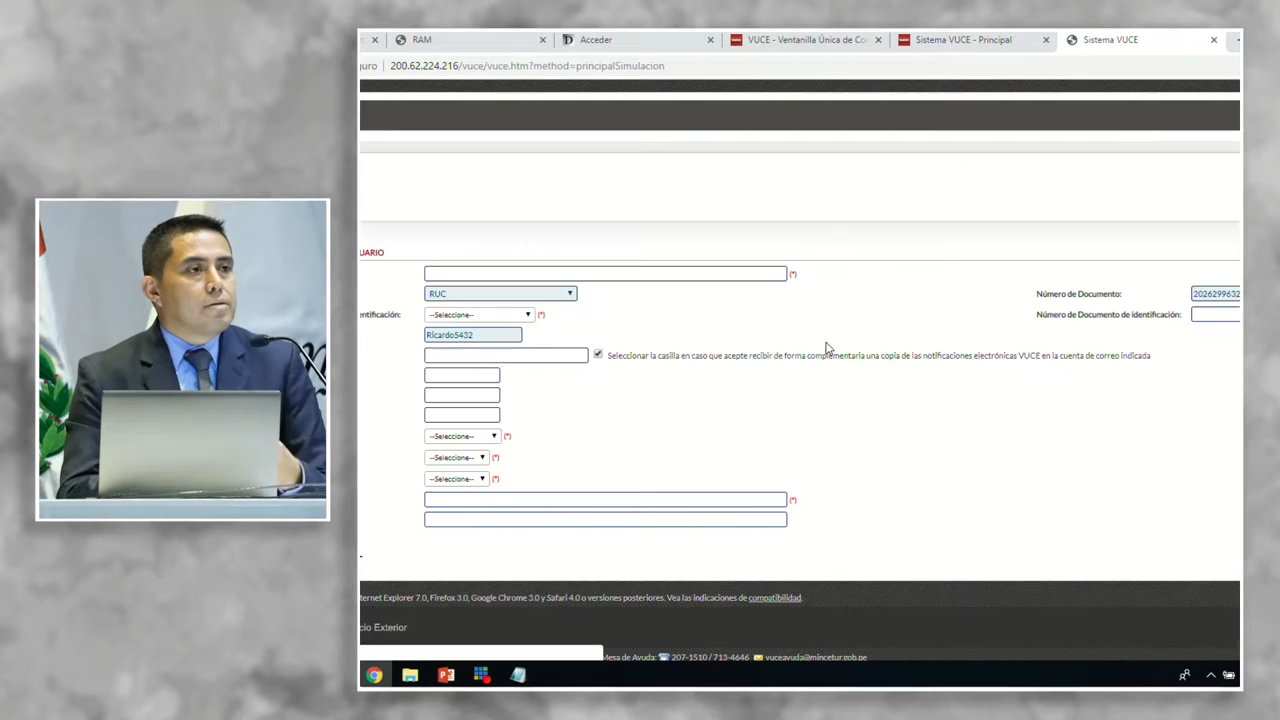 RAM
Acceder
VUCE - Ventanilla Única de Co
Sistema VUCE - Principal
Sistema VUCE
uro
200.62.224.216/vuce/vuce.htm?method=principalSimulacion
UARIO
(*)
RUC
Número de Documento:
2026299632
entificación:
--Seleccione-- (*)
Número de Documento de identificación:
Ricardo5432
Seleccionar la casilla en caso que acepte recibir de forma complementaria una copia de las notificaciones electrónicas VUCE en la cuenta de correo indicada
--Seleccione-- (*)
--Seleccione-- (*)
--Seleccione-- (*)
(*)
ternet Explorer 7.0, Firefox 3.0, Google Chrome 3.0 y Safari 4.0 o versiones posteriores. Vea las indicaciones de compatibilidad.
cio Exterior
Mesa de Ayuda: 207-1510 / 713-4646 vuceayuda@mincetur.gob.pe